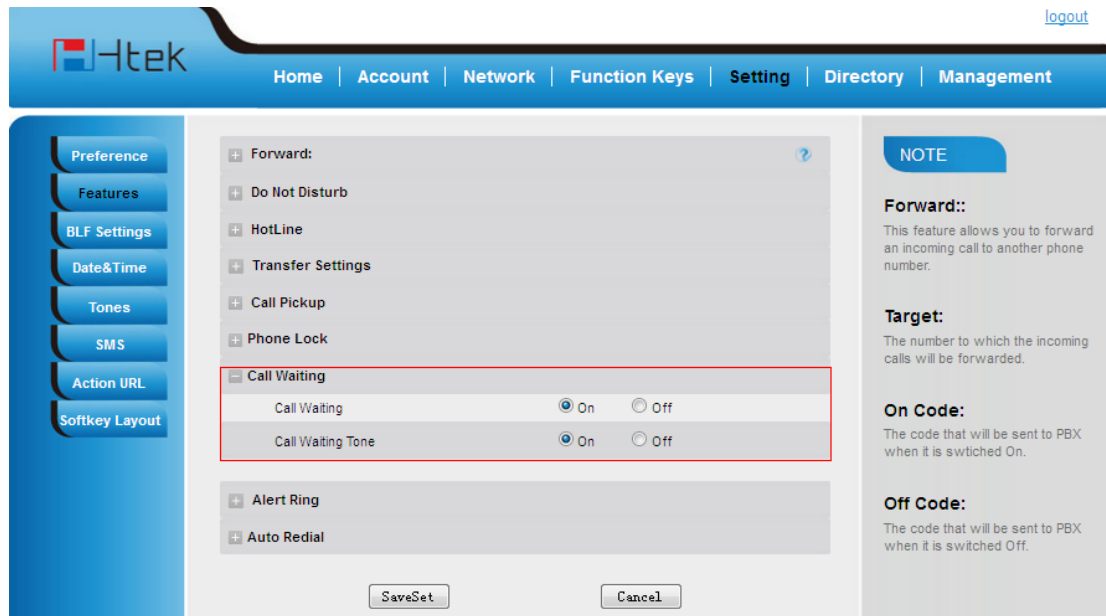 logout
Htek
Home | Account | Network | Function Keys | Setting | Directory | Management
Preference
Features
BLF Settings
Date&Time
Tones
SMS
Action URL
Softkey Layout
Forward:
Do Not Disturb
HotLine
Transfer Settings
Call Pickup
Phone Lock
Call Waiting
Call Waiting On Off
Call Waiting Tone On Off
Alert Ring
Auto Redial
SaveSet Cancel
NOTE
Forward::
This feature allows you to forward
an incoming call to another phone
number.
Target:
The number to which the incoming
calls will be forwarded.
On Code:
The code that will be sent to PBX
when it is swtiched On.
Off Code:
The code that will be sent to PBX
when it is switched Off.